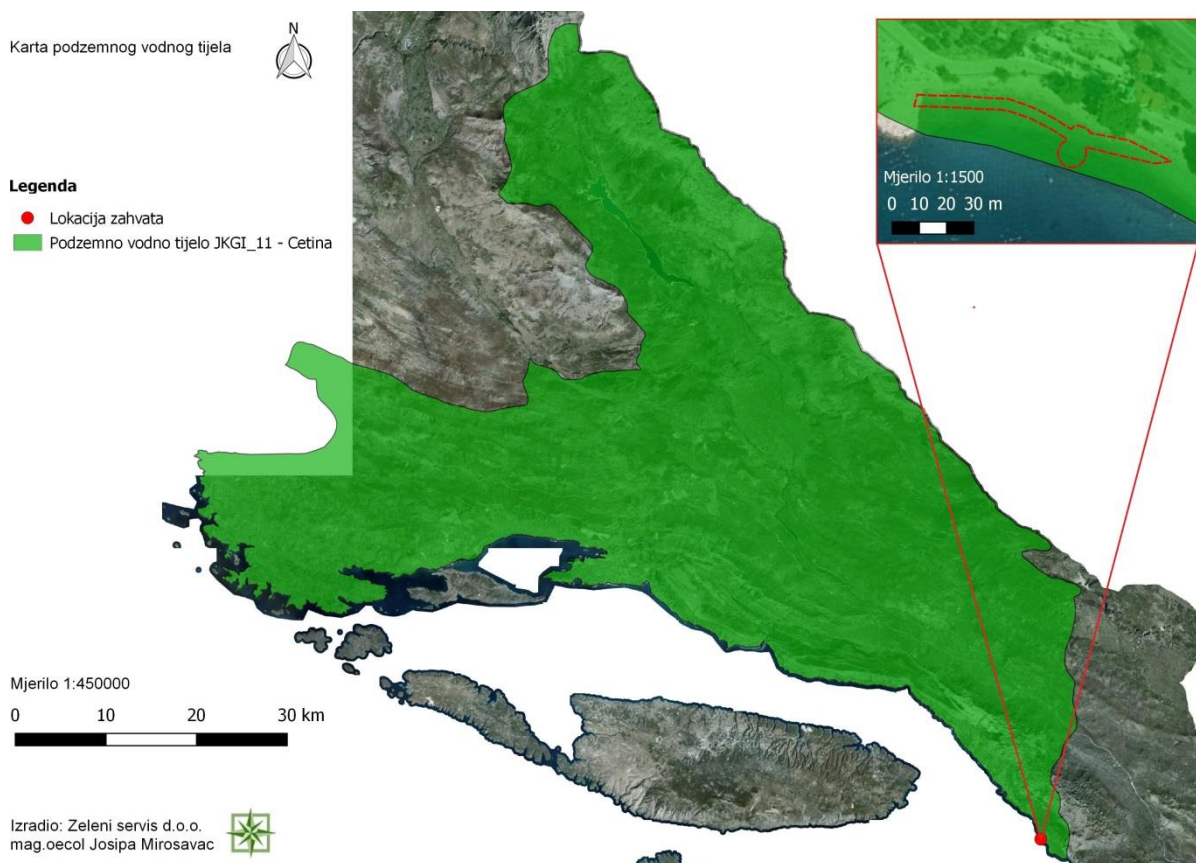 Karta podzemnog vodnog tijela
N
Legenda
Lokacija zahvata
Podzemno vodno tijelo JKGI_11 - Cetina
Mjerilo 1:1500
0 10 20 30 m
Mjerilo 1:450000
0 10 20 30 km
Izradio: Zeleni servis d.o.o.
mag.oecol Josipa Mirosavac